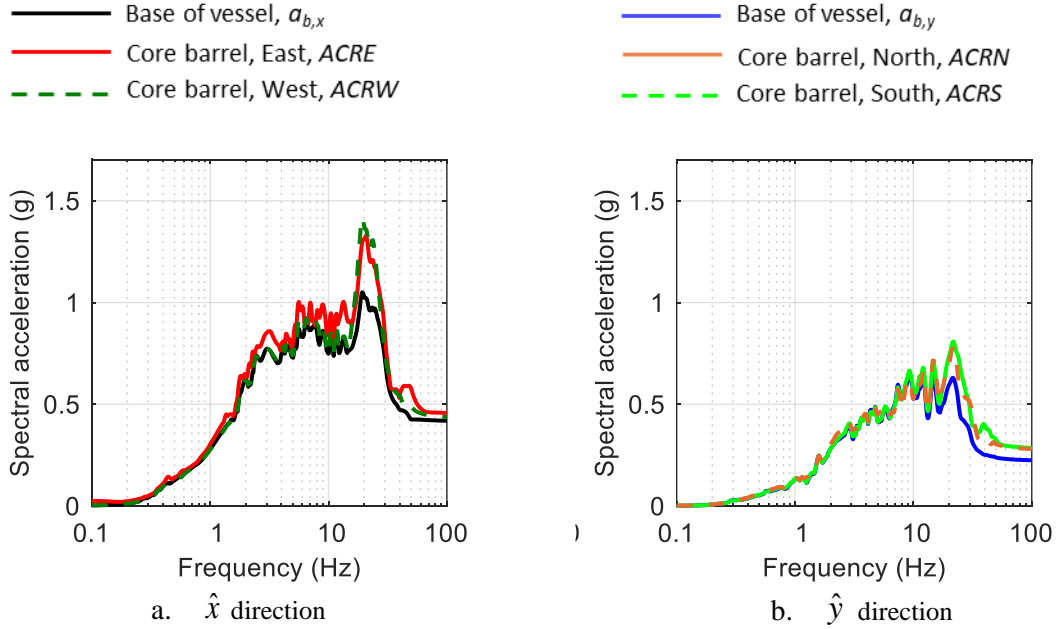 Base of vessel, a_b,x
Core barrel, East, ACRE
Core barrel, West, ACRW
Base of vessel, a_b,y
Core barrel, North, ACRN
Core barrel, South, ACRS
Spectral acceleration (g)
1.5
1
0.5
0
0.1 1 10 100
Frequency (Hz)
a. x̂ direction
Spectral acceleration (g)
1.5
1
0.5
0
0.1 1 10 100
Frequency (Hz)
b. ŷ direction